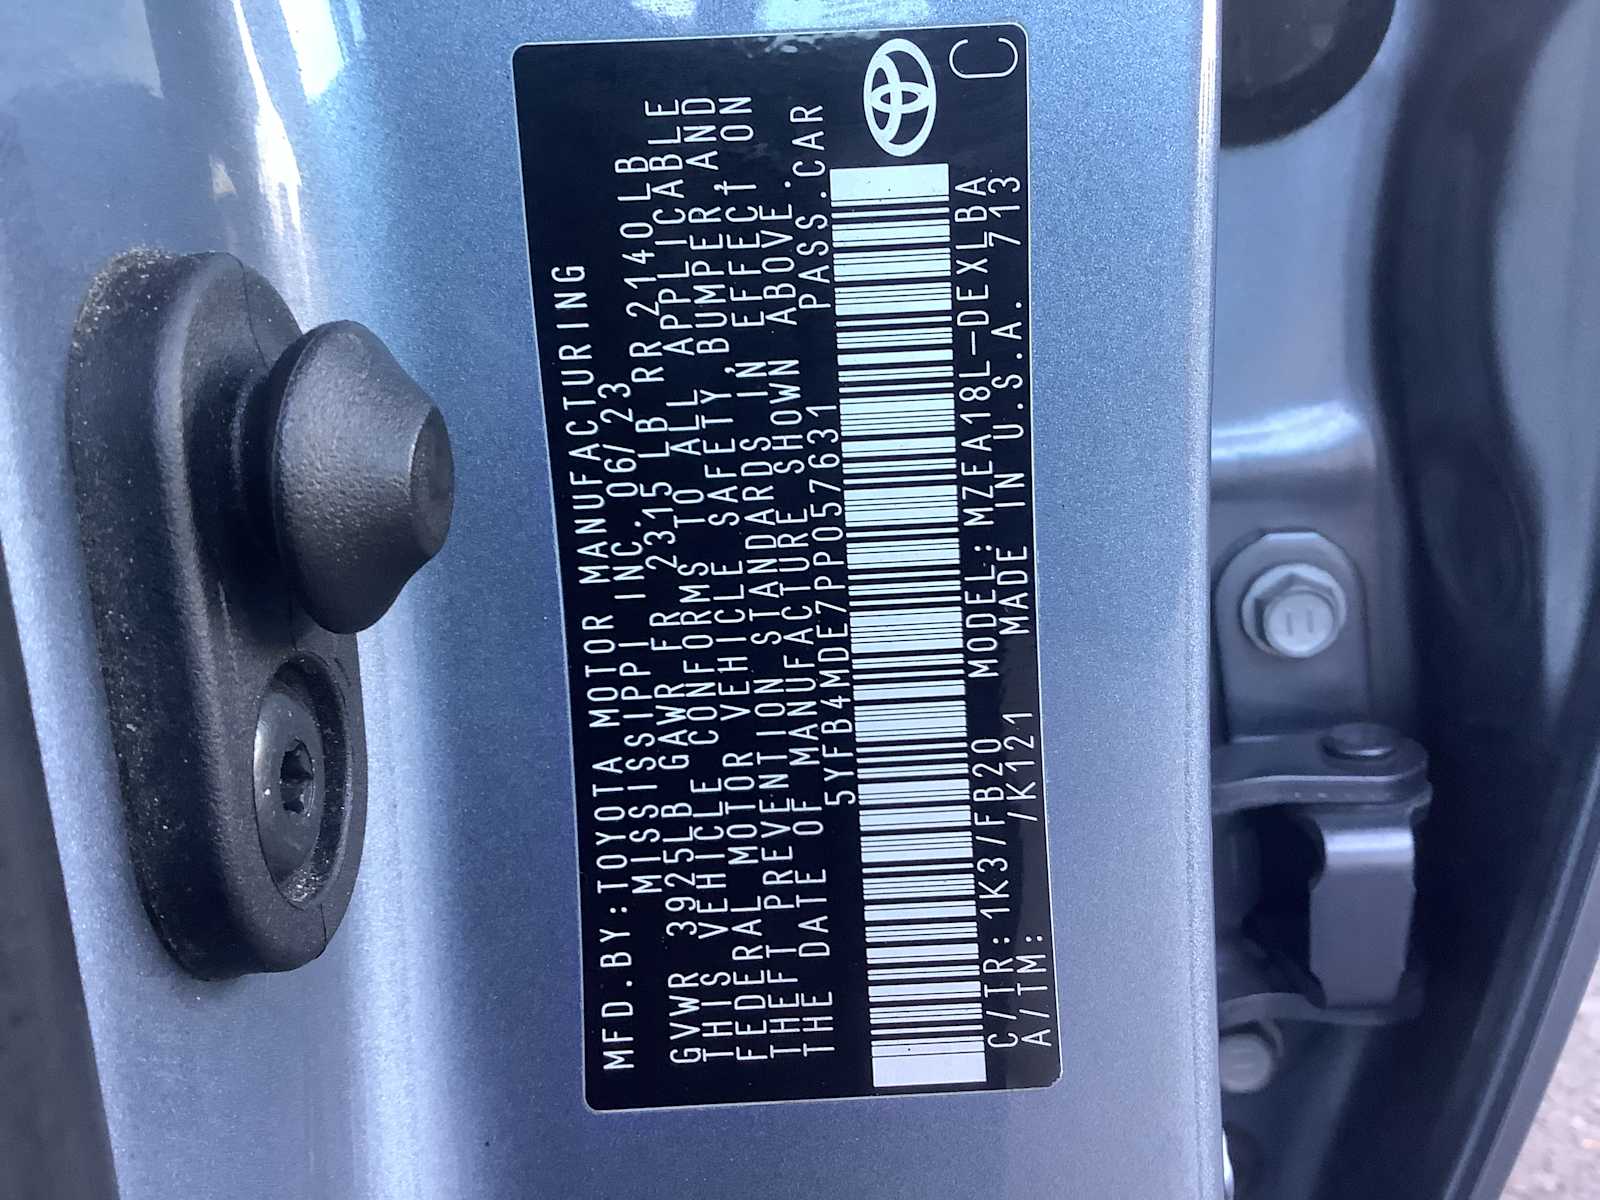 MFD.BY:TOYOTA MOTOR MANUFACTURING
MISSISSIPPI INC. 06/23
GVWR 3925LB GAWR FR 2315LB RR 2140LB
THIS VEHICLE CONFORMS TO ALL APPLICABLE
FEDERAL MOTOR VEHICLE SAFETY, BUMPER, AND
THEFT PREVENTION STANDARDS IN EFFECT ON
THE DATE OF MANUFACTURE SHOWN ABOVE.
5YFB4MDE7PP057631 PASS.CAR
C/TR: 1K3/FB20 MODEL: MZEA18L-DEXLBA
A/TM: /K121 MADE IN U.S.A. 713
C